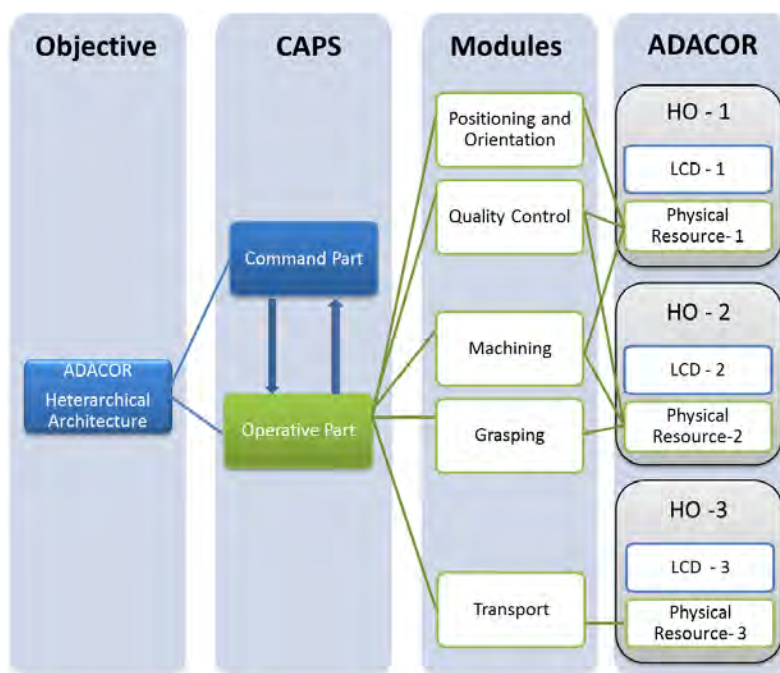 Objective
CAPS
Modules
ADACOR
ADACOR
Heterarchical
Architecture
Command Part
Operative Part
Positioning and
Orientation
Quality Control
Machining
Grasping
Transport
HO - 1
LCD - 1
Physical
Resource- 1
HO - 2
LCD - 2
Physical
Resource-2
HO -3
LCD - 3
Physical
Resource- 3